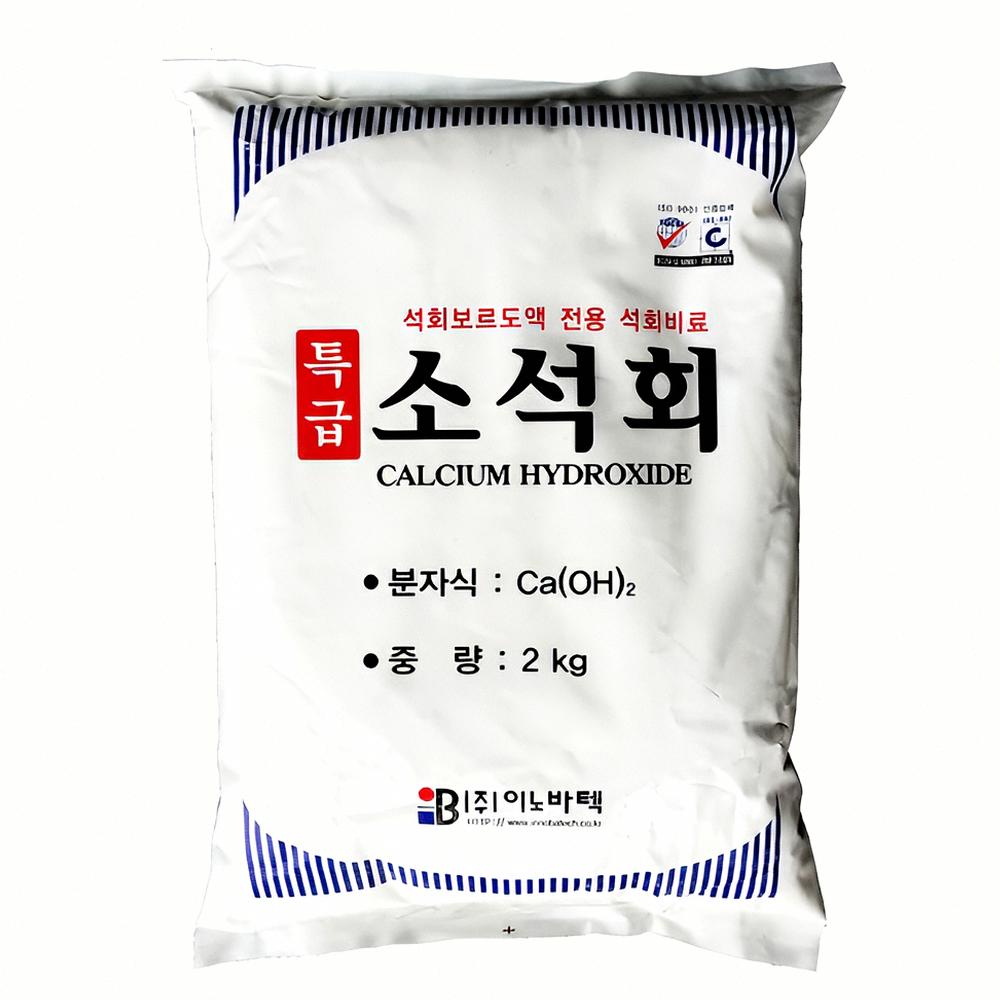 석회보르도액 전용 석회비료
특급
소석회
CALCIUM HYDROXIDE
● 분자식 : Ca(OH)₂
● 중 량 : 2 kg
(주)이노바텍